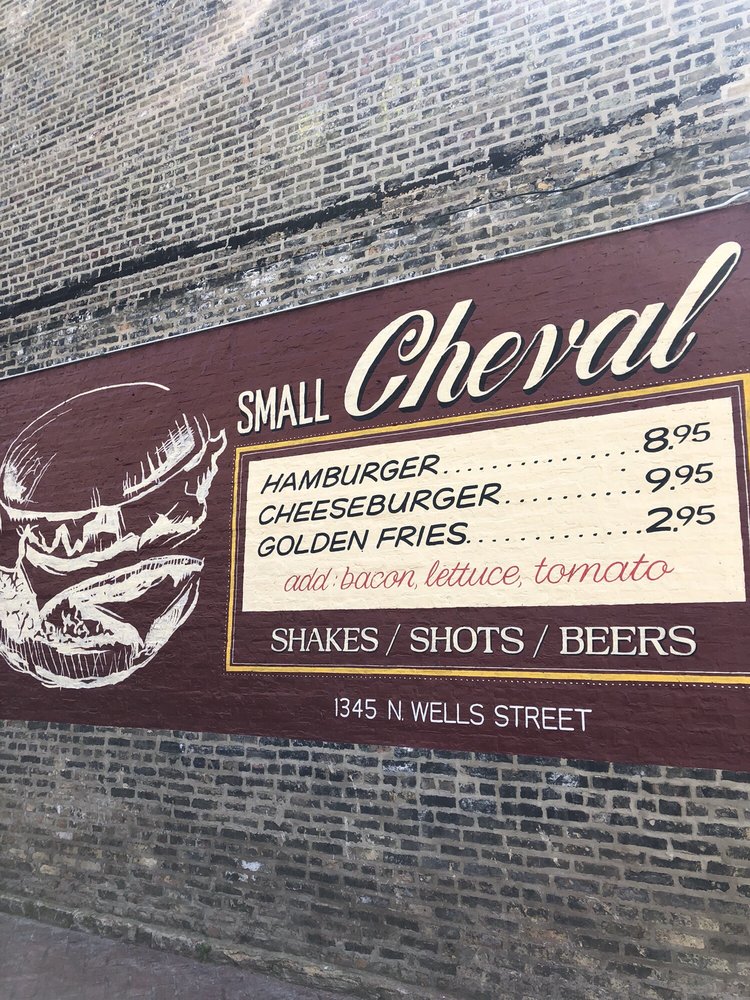 SMALL Cheval
HAMBURGER....................8.95
CHEESEBURGER...............9.95
GOLDEN FRIES..................2.95
add: bacon, lettuce, tomato
SHAKES / SHOTS / BEERS
1345 N. WELLS STREET